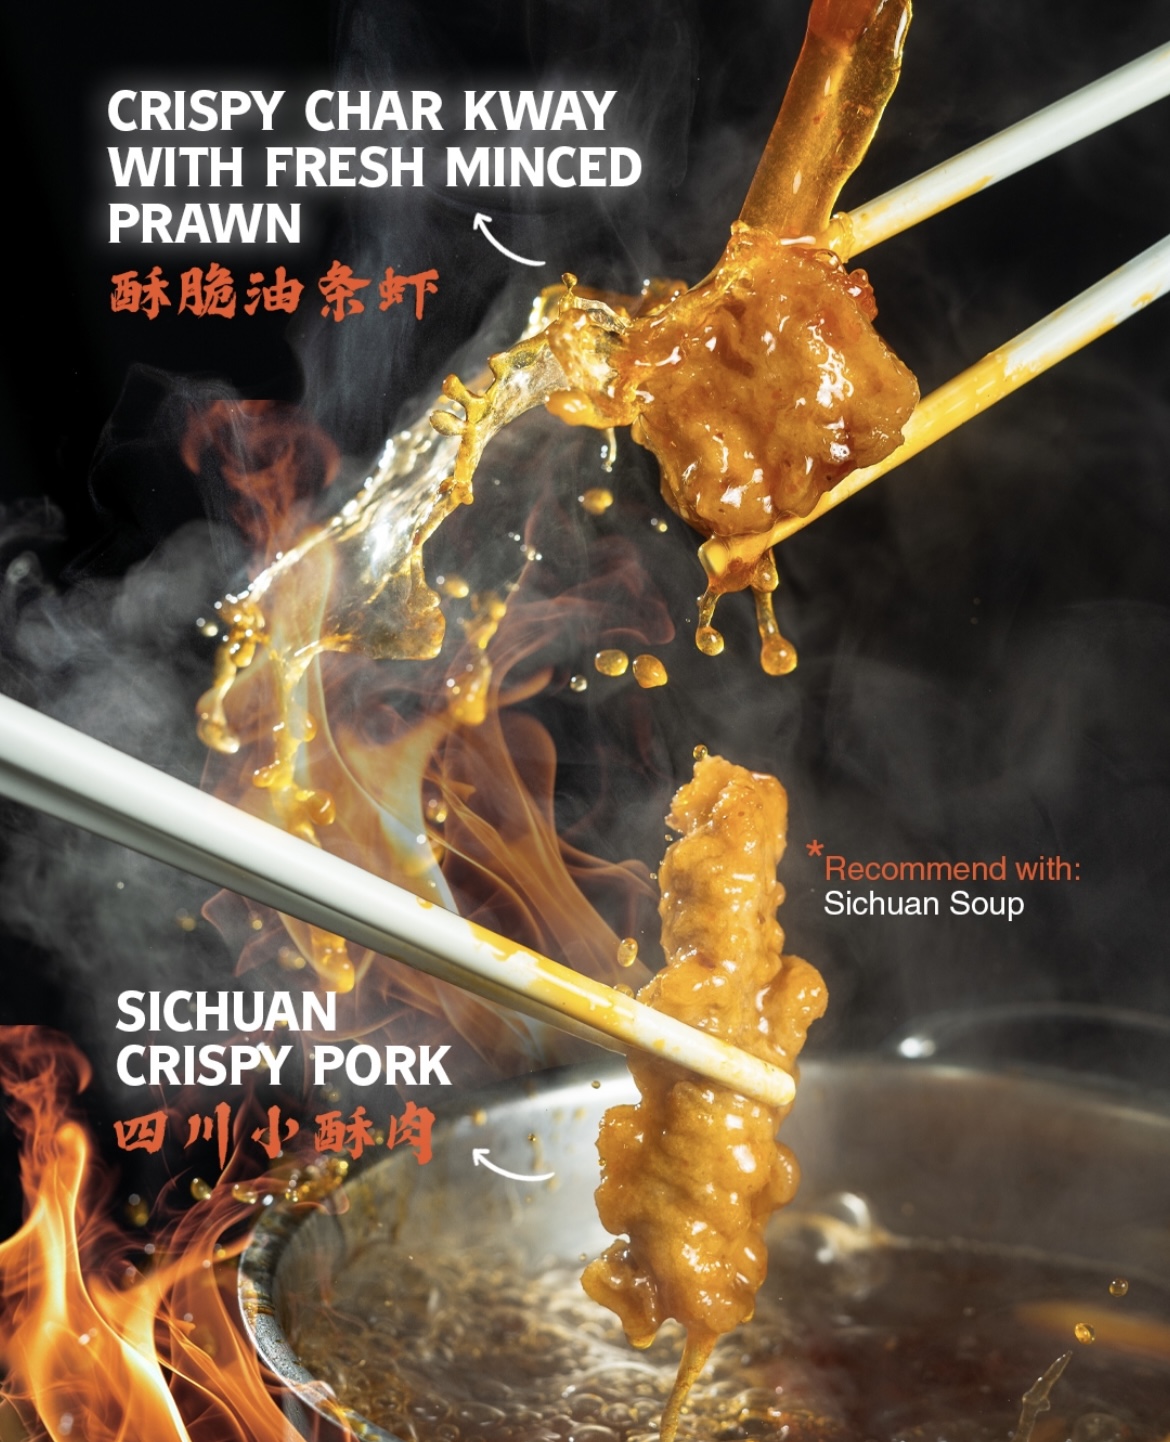 CRISPY CHAR KWAY
WITH FRESH MINCED
PRAWN
酥脆油条虾
*Recommend with:
Sichuan Soup
SICHUAN
CRISPY PORK
四川小酥肉